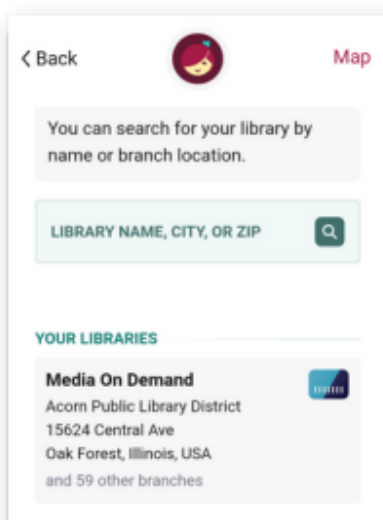 Back
Map
You can search for your library by
name or branch location.
LIBRARY NAME, CITY, OR ZIP
YOUR LIBRARIES
Media On Demand
Acorn Public Library District
15624 Central Ave
Oak Forest, Illinois, USA
and 59 other branches